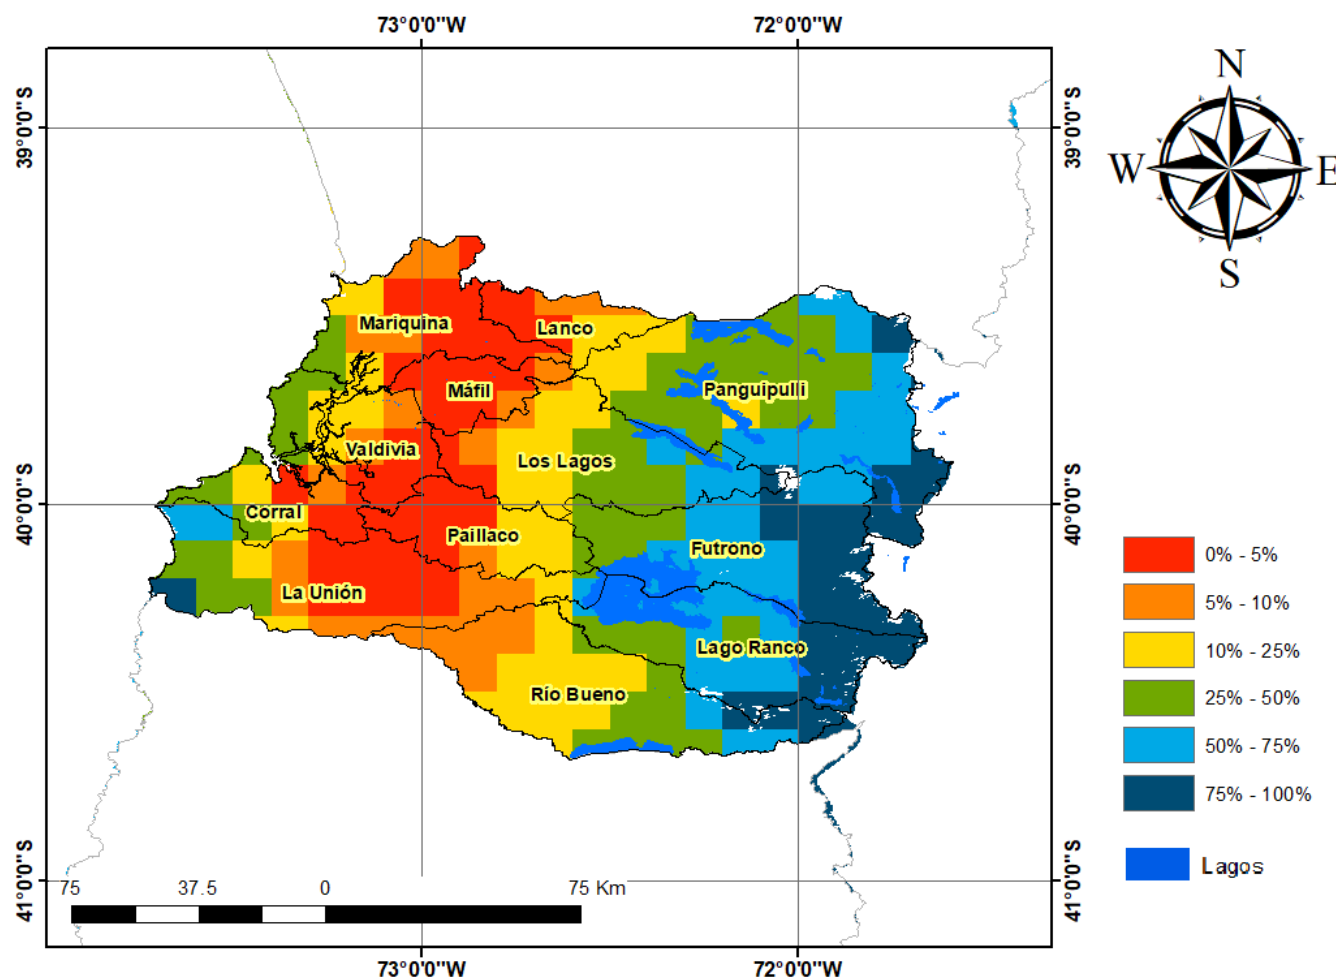 73°0'0"W 72°0'0"W
N
W E
S
39°0'0"S 39°0'0"S
Mariquina
Lanco
Máfil
Panguipulli
Valdivia
Los Lagos
40°0'0"S 40°0'0"S
Corral
Paillaco
Futrono
La Unión
Lago Ranco
Río Bueno
0% - 5%
5% - 10%
10% - 25%
25% - 50%
50% - 75%
75% - 100%
Lagos
41°0'0"S 41°0'0"S
75 37.5 0 75 Km
73°0'0"W 72°0'0"W